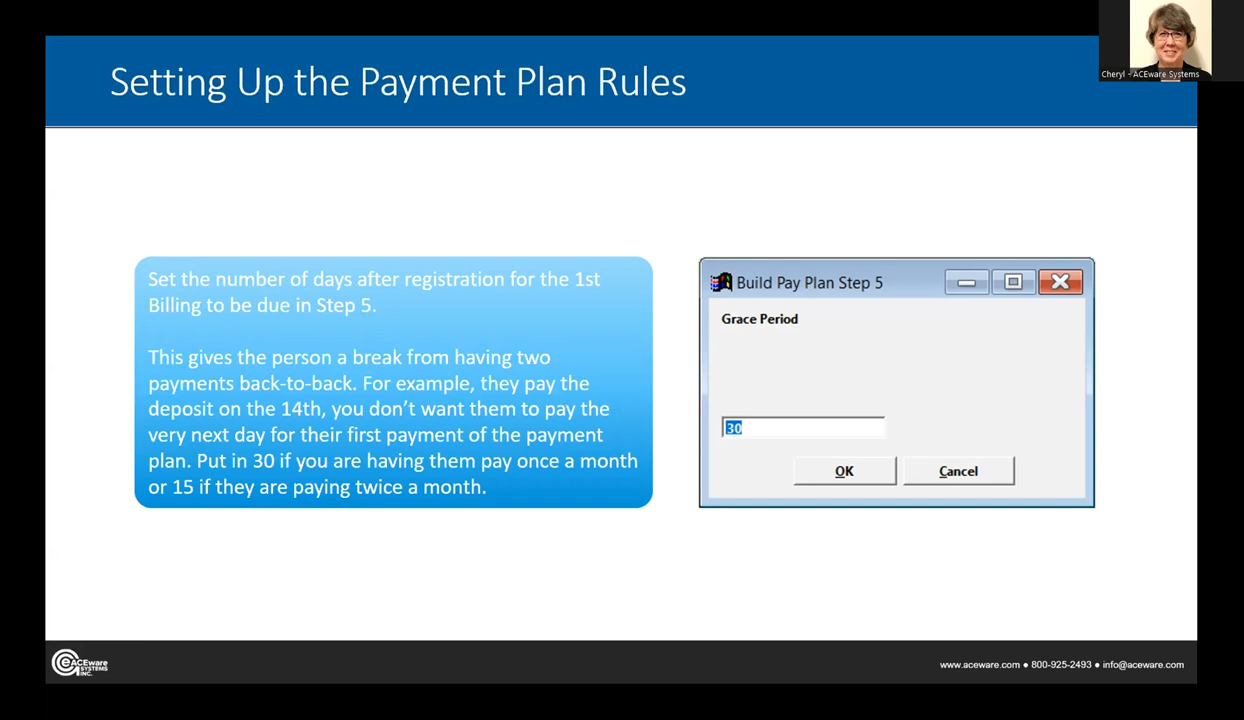 Setting Up the Payment Plan Rules
Cheryl - ACEware Systems
Set the number of days after registration for the 1st
Billing to be due in Step 5.
This gives the person a break from having two
payments back-to-back. For example, they pay the
deposit on the 14th, you don’t want them to pay the
very next day for their first payment of the payment
plan. Put in 30 if you are having them pay once a month
or 15 if they are paying twice a month.
Build Pay Plan Step 5
Grace Period
30
OK
Cancel
ACEware
SYSTEMS
INC.
www.aceware.com ● 800-925-2493 ● info@aceware.com